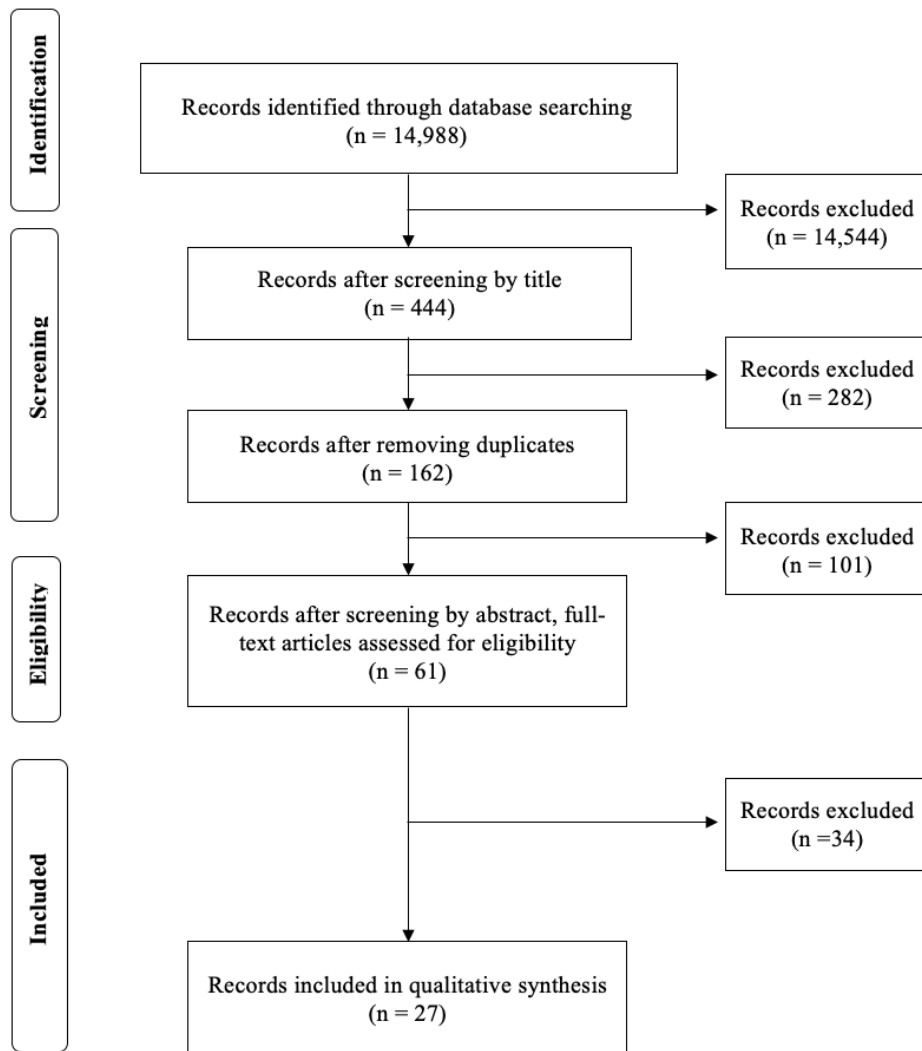 Identification
Records identified through database searching
(n = 14,988)
Records excluded
(n = 14,544)
Screening
Records after screening by title
(n = 444)
Records excluded
(n = 282)
Records after removing duplicates
(n = 162)
Records excluded
(n = 101)
Eligibility
Records after screening by abstract, full-
text articles assessed for eligibility
(n = 61)
Included
Records excluded
(n =34)
Records included in qualitative synthesis
(n = 27)